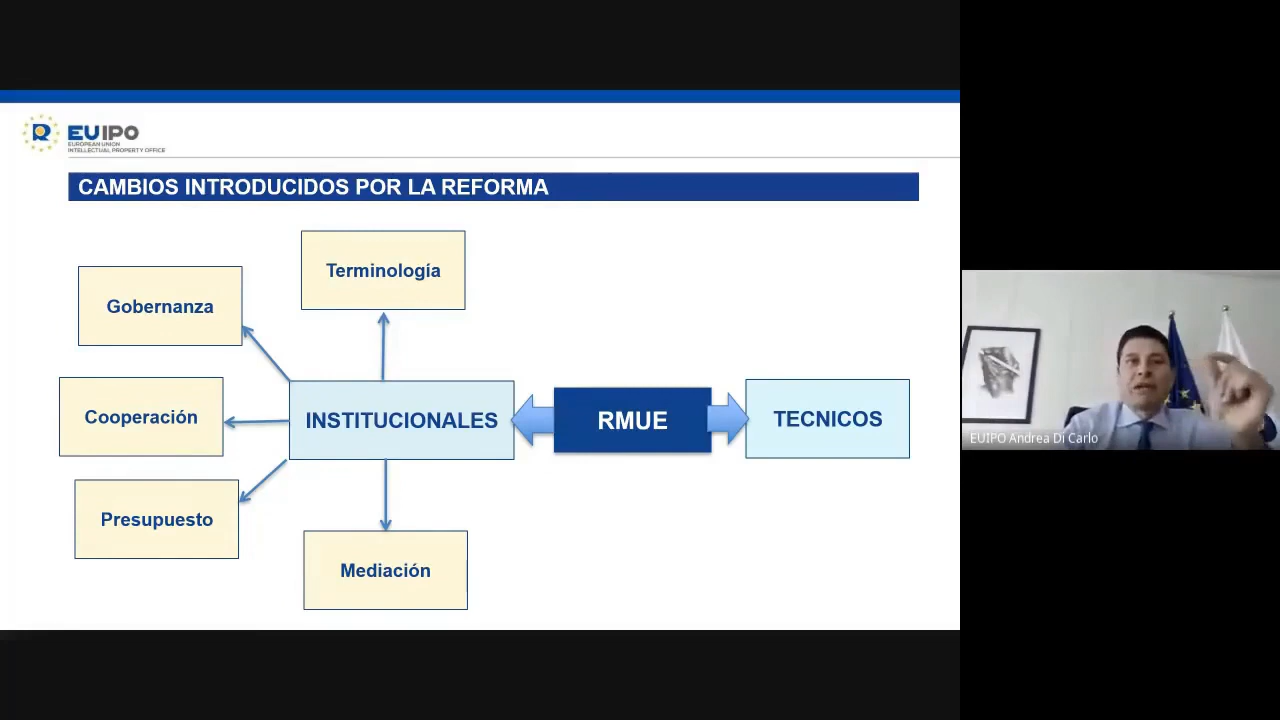 EUIPO
EUROPEAN UNION
INTELLECTUAL PROPERTY OFFICE
CAMBIOS INTRODUCIDOS POR LA REFORMA
Terminología
Gobernanza
Cooperación
INSTITUCIONALES
RMUE
TECNICOS
Presupuesto
Mediación
EUIPO Andrea Di Carlo